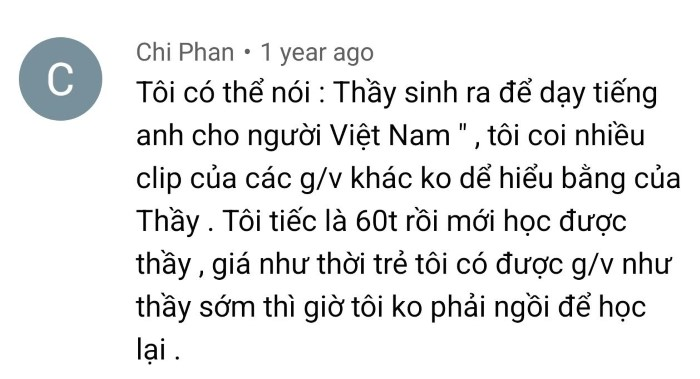 C
Chi Phan • 1 year ago
Tôi có thể nói : Thầy sinh ra để dạy tiếng
anh cho người Việt Nam " , tôi coi nhiều
clip của các g/v khác ko dể hiểu bằng của
Thầy . Tôi tiếc là 60t rồi mới học được
thầy , giá như thời trẻ tôi có được g/v như
thầy sớm thì giờ tôi ko phải ngồi để học
lại .